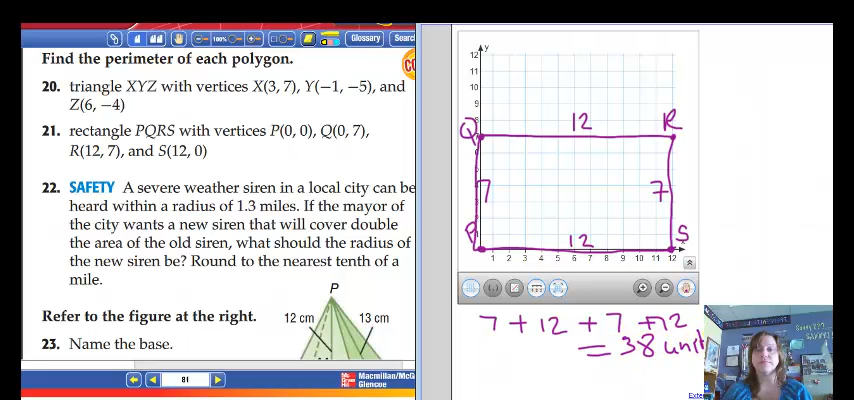 100%
Glossary
Search
Find the perimeter of each polygon.
20. triangle XYZ with vertices X(3, 7), Y(−1, −5), and
Z(6, −4)
21. rectangle PQRS with vertices P(0, 0), Q(0, 7),
R(12, 7), and S(12, 0)
22. SAFETY A severe weather siren in a local city can be
heard within a radius of 1.3 miles. If the mayor of
the city wants a new siren that will cover double
the area of the old siren, what should the radius of
the new siren be? Round to the nearest tenth of a
mile.
P
12 cm 13 cm
Refer to the figure at the right.
23. Name the base.
81
Macmillan/McG
Glencoe
y
12
11
10
9
8
Q 12 R
7 7
P 12 S
1 2 3 4 5 6 7 8 9 10 11 12
x
7 + 12 + 7 + 12
= 38 unit